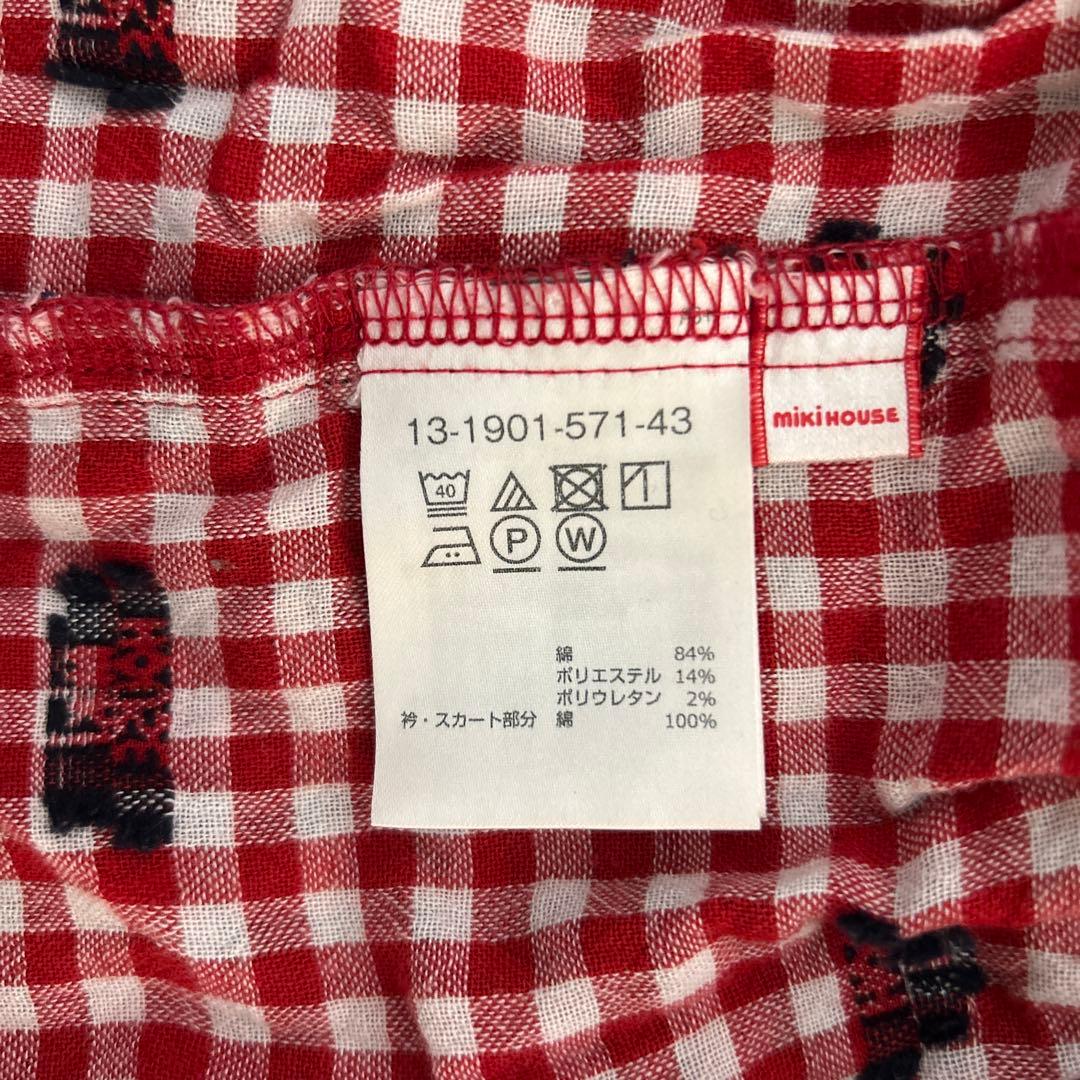 13-1901-571-43
mikiHOUSE
40
P W
綿 84%
ポリエステル 14%
ポリウレタン 2%
衿・スカート部分 綿 100%